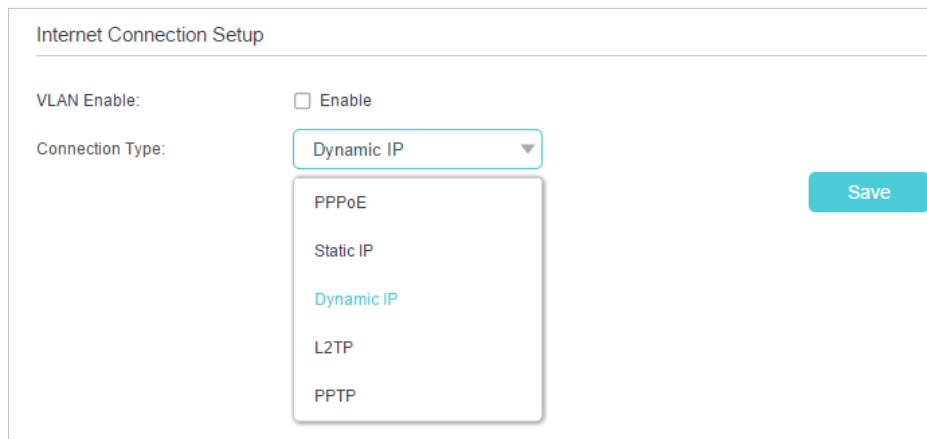 Internet Connection Setup
VLAN Enable: Enable
Connection Type: Dynamic IP
PPPoE
Save
Static IP
Dynamic IP
L2TP
PPTP